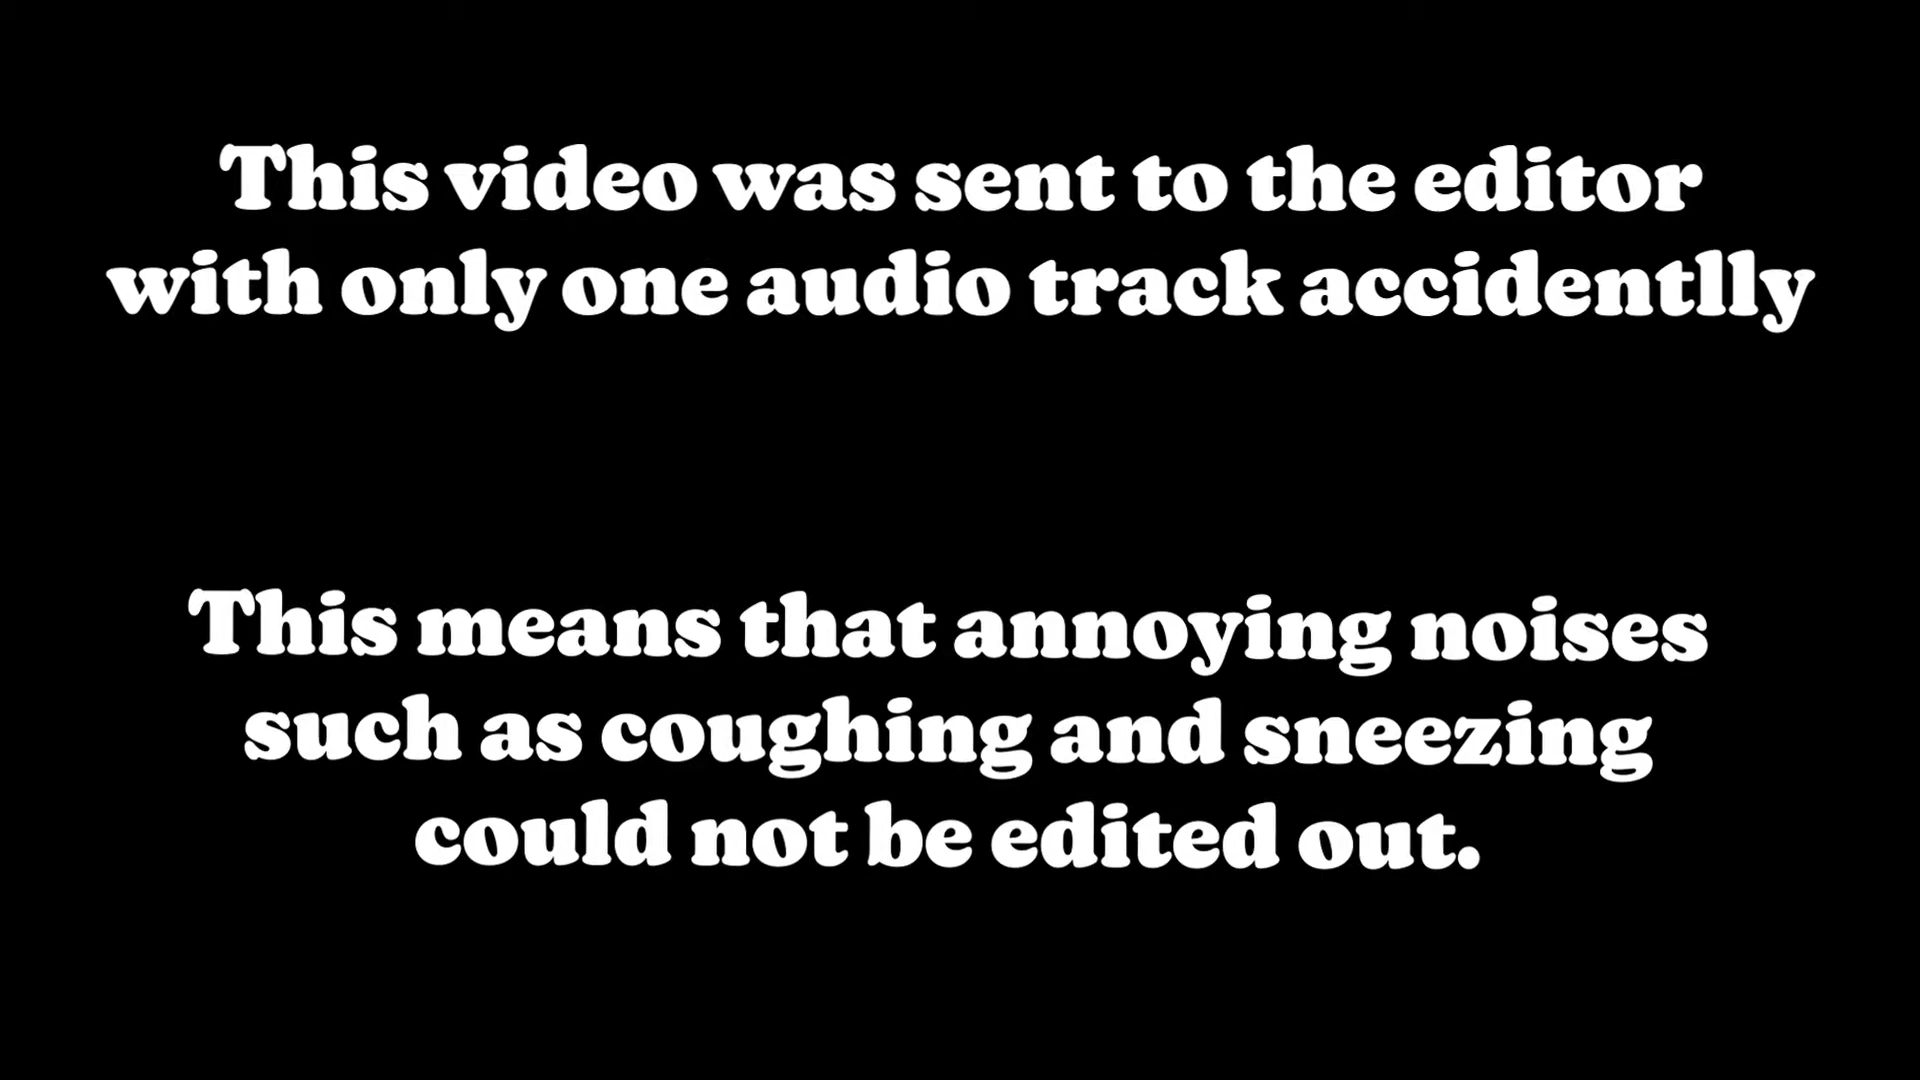 This video was sent to the editor
with only one audio track accidentlly
This means that annoying noises
such as coughing and sneezing
could not be edited out.